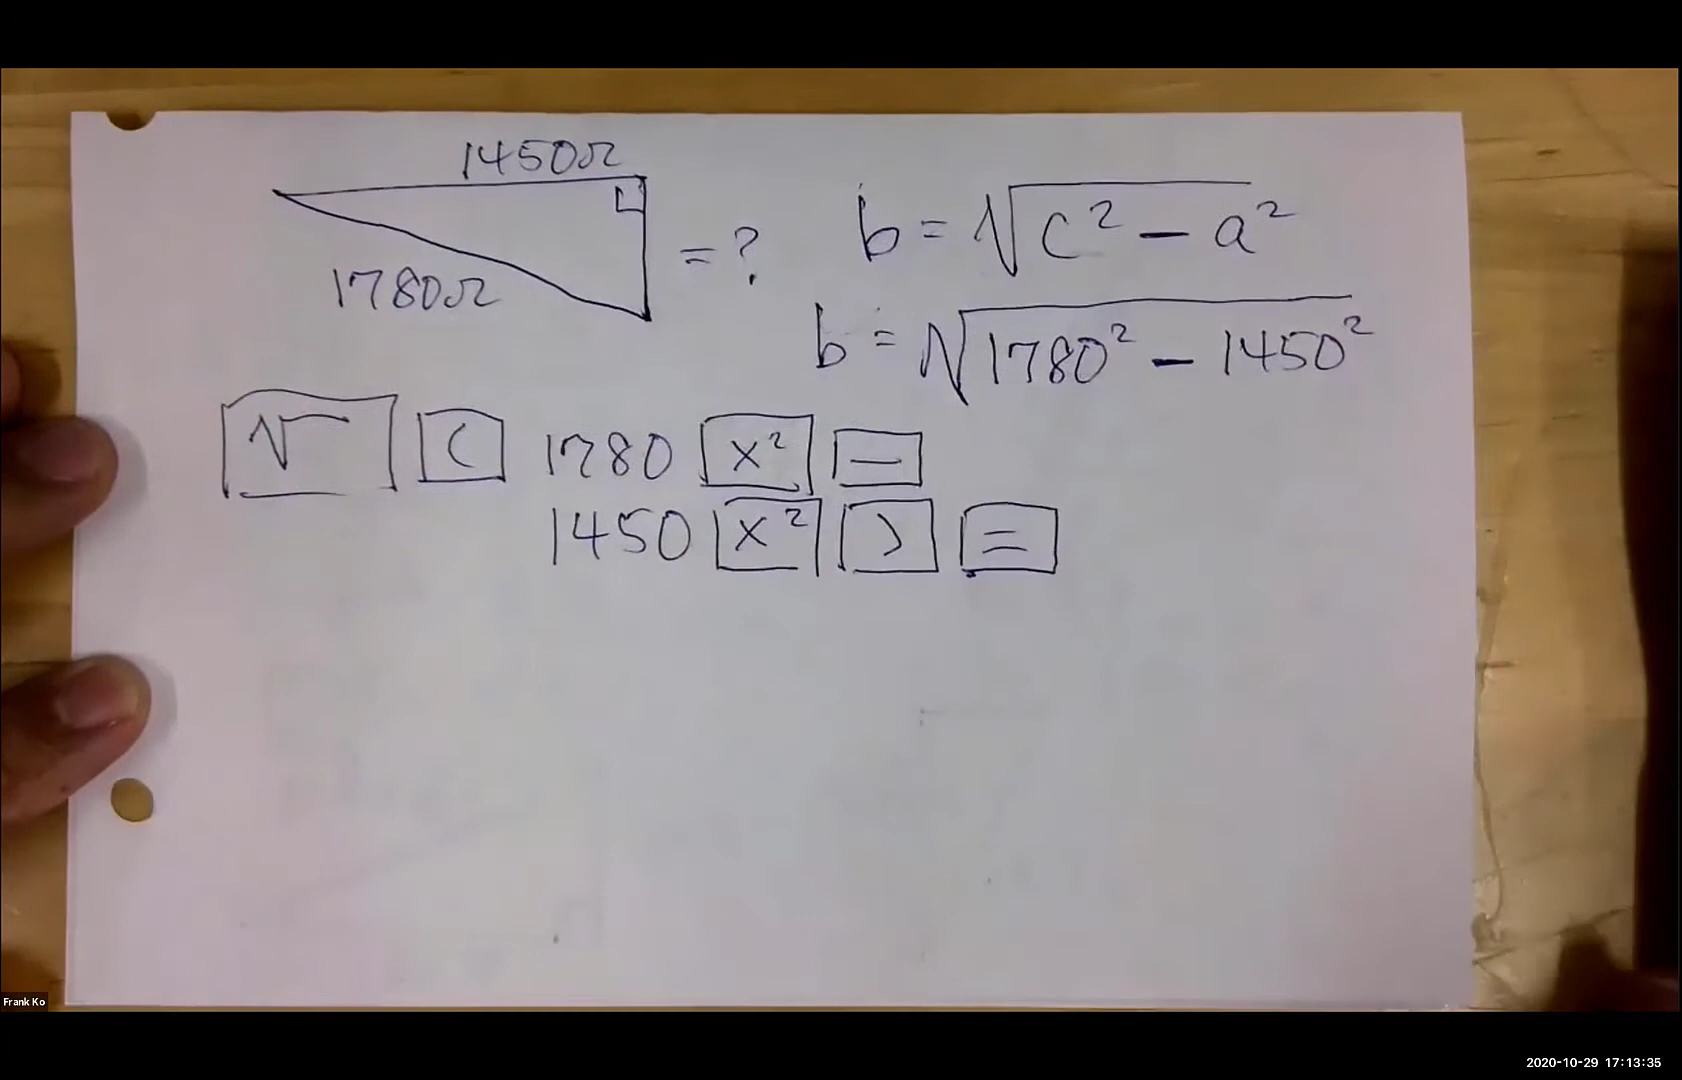 1450Ω
= ?
1780Ω
b = √c² − a²
b = √1780² − 1450²
√ ( 1780 x² −
1450 x² ) =
Frank Ko
2020-10-29 17:13:35